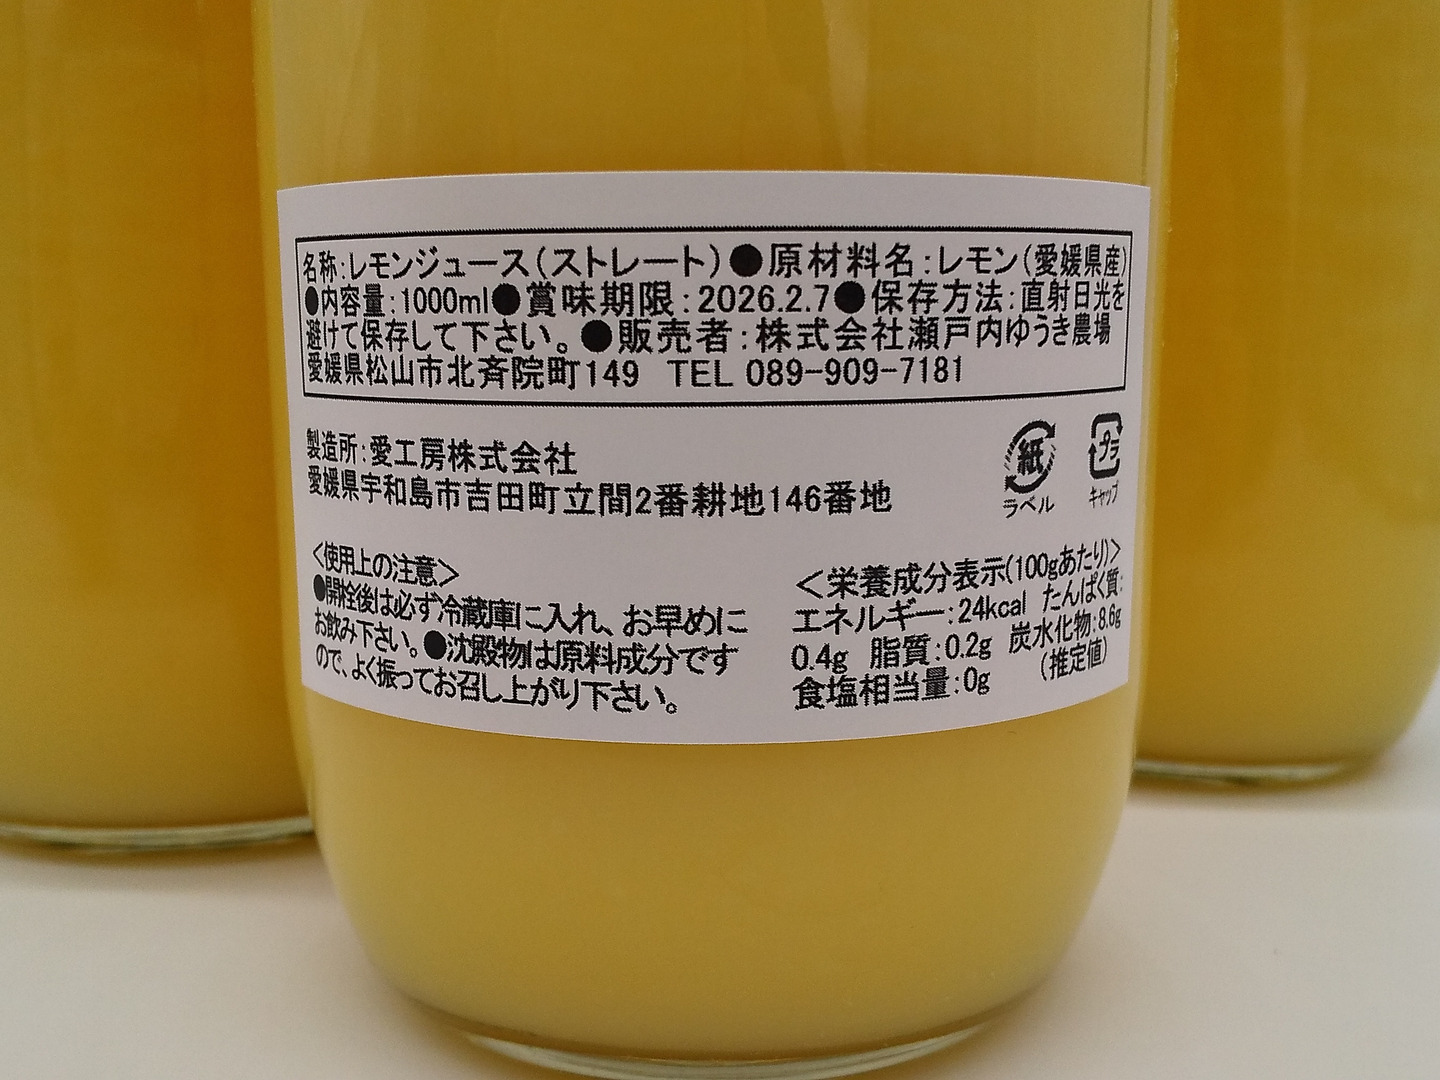 名称:レモンジュース(ストレート)●原材料名:レモン(愛媛県産)
●内容量:1000ml●賞味期限:2026.2.7●保存方法:直射日光を
避けて保存して下さい。●販売者:株式会社瀬戸内ゆうき農場
愛媛県松山市北斉院町149 TEL 089-909-7181
製造所:愛工房株式会社
愛媛県宇和島市吉田町立間2番耕地146番地
紙
ラベル
プラ
キャップ
<使用上の注意>
●開栓後は必ず冷蔵庫に入れ、お早めに
お飲み下さい。●沈殿物は原料成分です
ので、よく振ってお召し上がり下さい。
<栄養成分表示(100gあたり)>
エネルギー:24kcal たんぱく質:
0.4g 脂質:0.2g 炭水化物:8.6g
食塩相当量:0g (推定値)